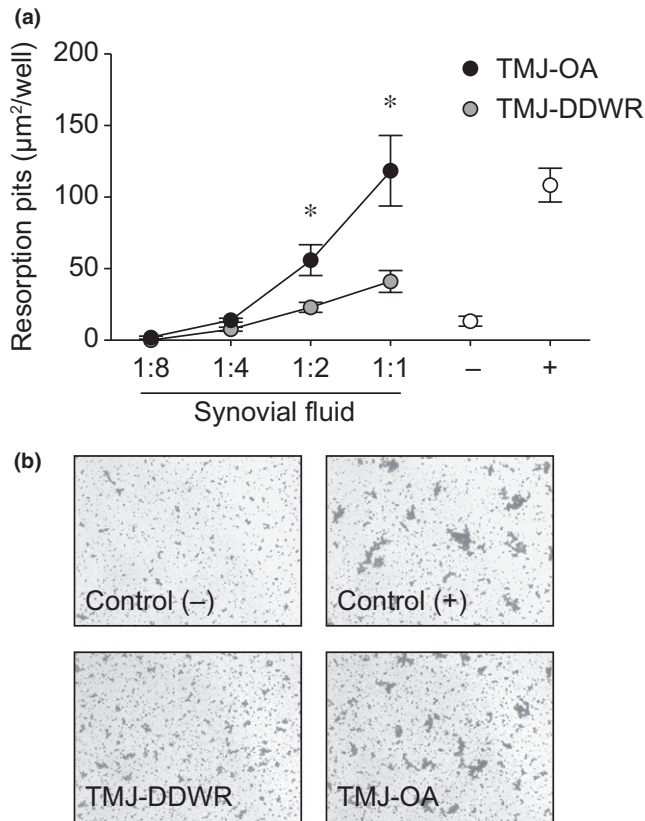 (a)
200
150
100
50
0
Resorption pits (μm²/well)
TMJ-OA
TMJ-DDWR
*
*
1:8 1:4 1:2 1:1 – +
Synovial fluid
(b)
Control (–)
Control (+)
TMJ-DDWR
TMJ-OA